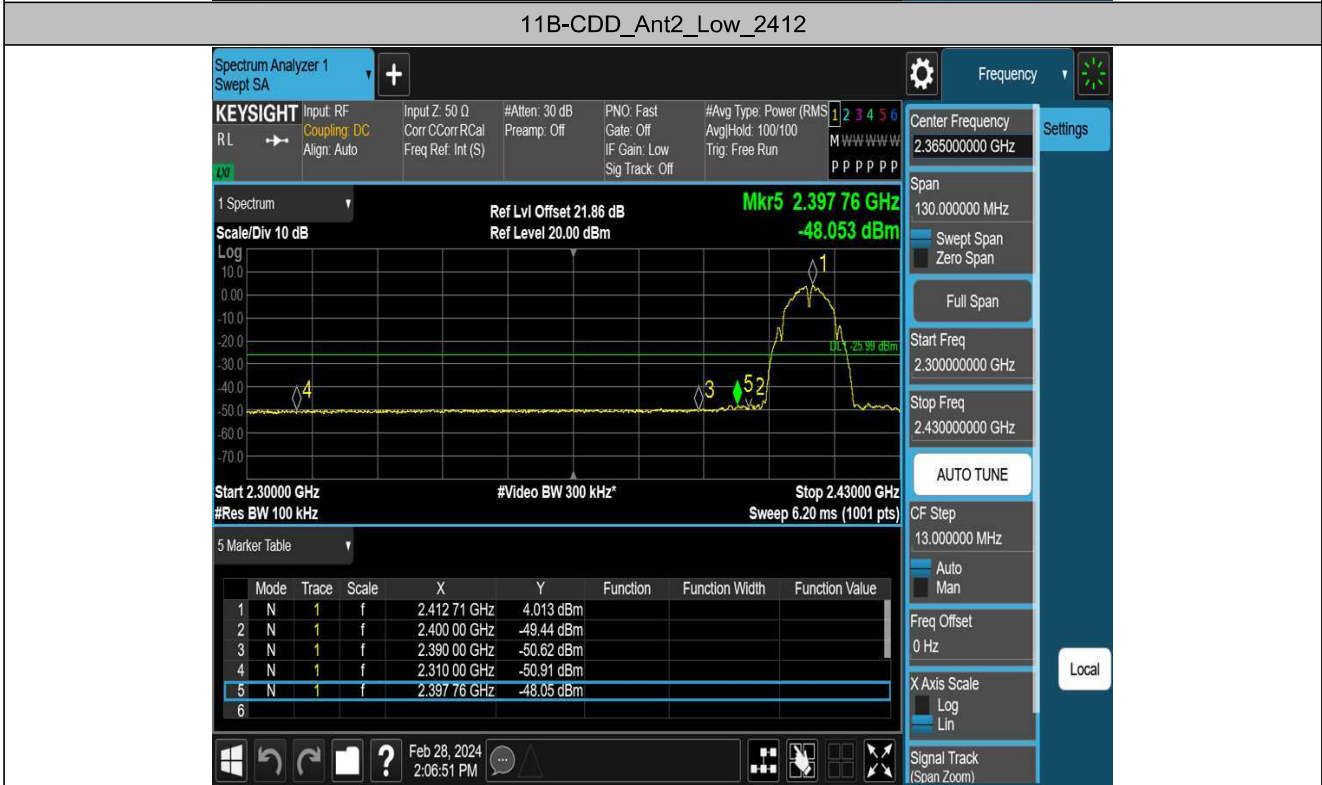 11B-CDD_Ant2_Low_2412
Spectrum Analyzer 1
Swept SA
+
Frequency
KEYSIGHT
RL
LXI
Input: RF
Coupling: DC
Align: Auto
Input Z: 50 Ω
Corr CCorr RCal
Freq Ref: Int (S)
#Atten: 30 dB
Preamp: Off
PNO: Fast
Gate: Off
IF Gain: Low
Sig Track: Off
#Avg Type: Power (RMS
Avg|Hold: 100/100
Trig: Free Run
1 2 3 4 5 6
M W W W W W
P P P P P P
Center Frequency
2.365000000 GHz
Settings
Span
130.000000 MHz
Swept Span
Zero Span
Full Span
Start Freq
2.300000000 GHz
Stop Freq
2.430000000 GHz
AUTO TUNE
CF Step
13.000000 MHz
Auto
Man
Freq Offset
0 Hz
X Axis Scale
Log
Lin
Signal Track
(Span Zoom)
Local
1 Spectrum
Scale/Div 10 dB
Ref Lvl Offset 21.86 dB
Ref Level 20.00 dBm
Mkr5 2.397 76 GHz
-48.053 dBm
Log
10.0
0.00
-10.0
-20.0
-30.0
-40.0
-50.0
-60.0
-70.0
1
DL1 -25.99 dBm
4
3
5
2
Start 2.30000 GHz
#Res BW 100 kHz
#Video BW 300 kHz*
Stop 2.43000 GHz
Sweep 6.20 ms (1001 pts)
5 Marker Table
Mode Trace Scale X Y Function Function Width Function Value
1 N 1 f 2.412 71 GHz 4.013 dBm
2 N 1 f 2.400 00 GHz -49.44 dBm
3 N 1 f 2.390 00 GHz -50.62 dBm
4 N 1 f 2.310 00 GHz -50.91 dBm
5 N 1 f 2.397 76 GHz -48.05 dBm
6
?
Feb 28, 2024
2:06:51 PM